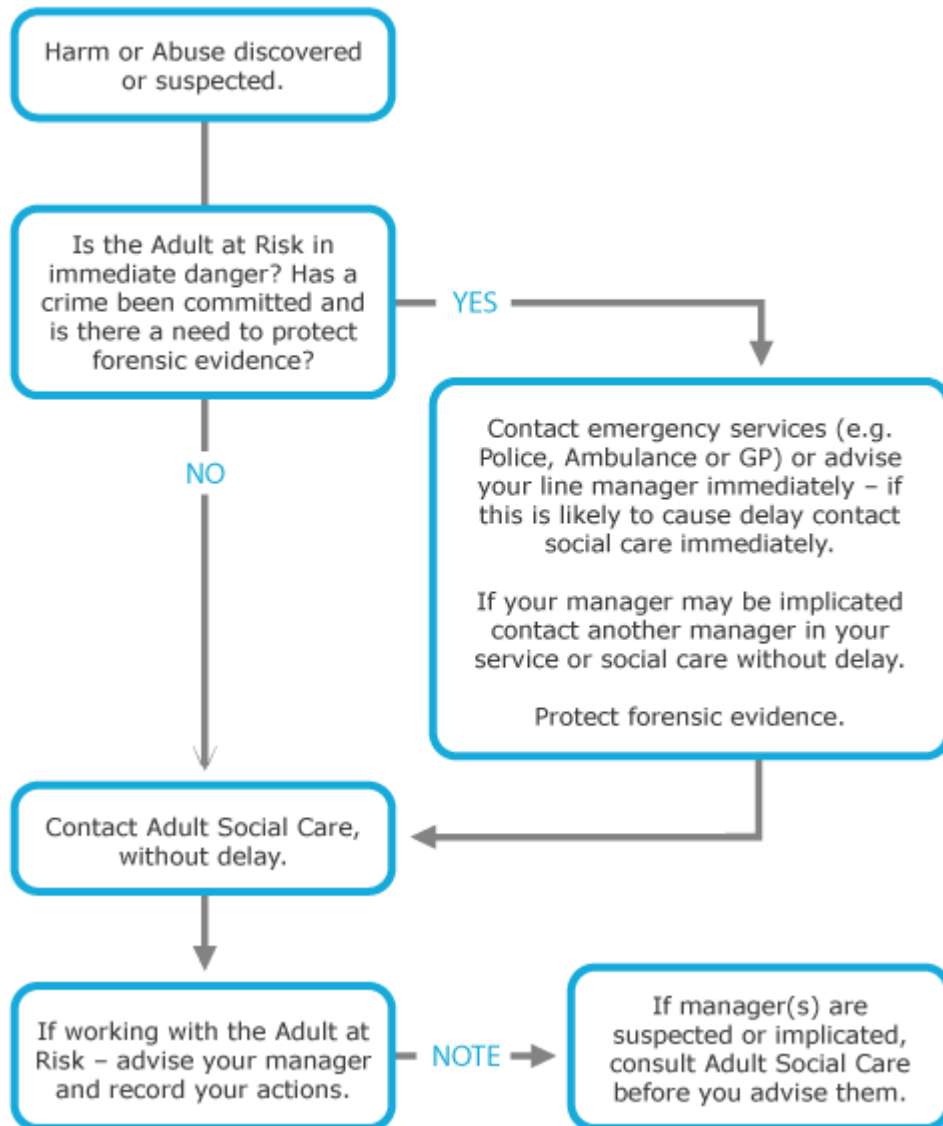 Harm or Abuse discovered
or suspected.
Is the Adult at Risk in
immediate danger? Has a
crime been committed and
is there a need to protect
forensic evidence?
YES
Contact emergency services (e.g.
Police, Ambulance or GP) or advise
your line manager immediately – if
this is likely to cause delay contact
social care immediately.
If your manager may be implicated
contact another manager in your
service or social care without delay.
Protect forensic evidence.
NO
Contact Adult Social Care,
without delay.
If working with the Adult at
Risk – advise your manager
and record your actions.
NOTE
If manager(s) are
suspected or implicated,
consult Adult Social Care
before you advise them.